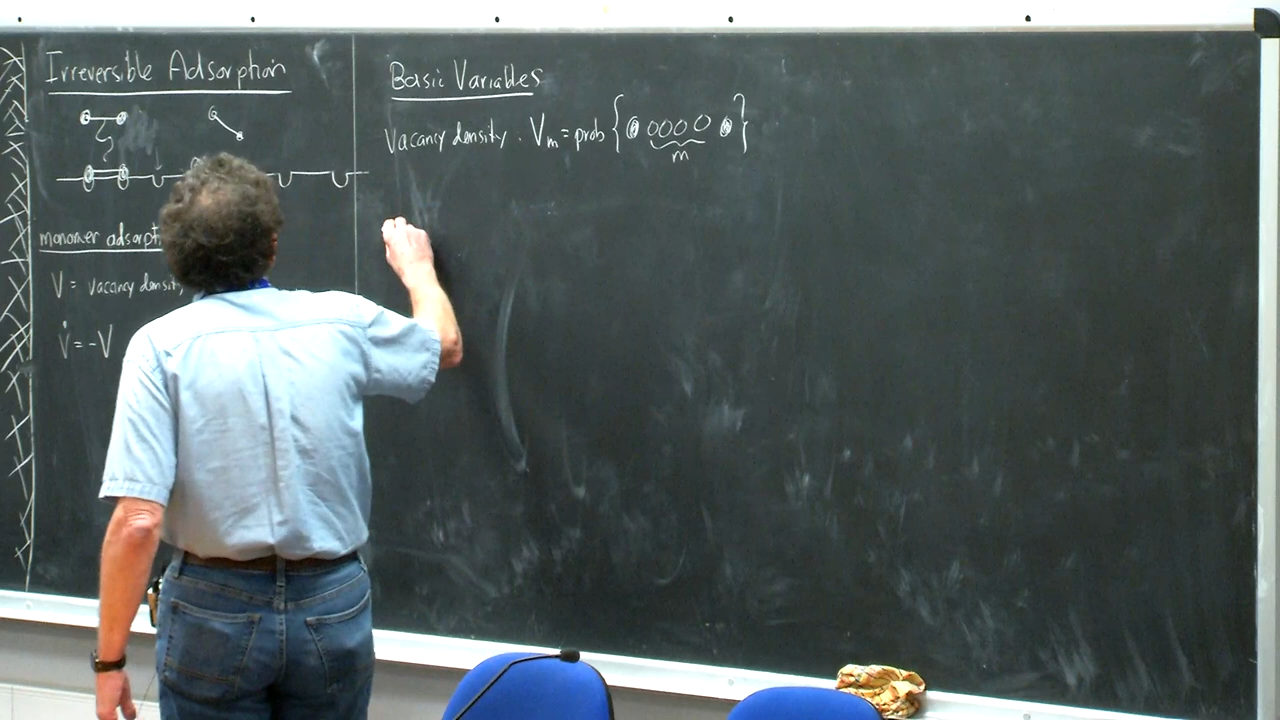 Irreversible Adsorption
monomer adsorpt
V = vacancy density
V̇ = -V
Basic Variables
Vacancy density. Vₘ = prob { ● 0000 ● }
m